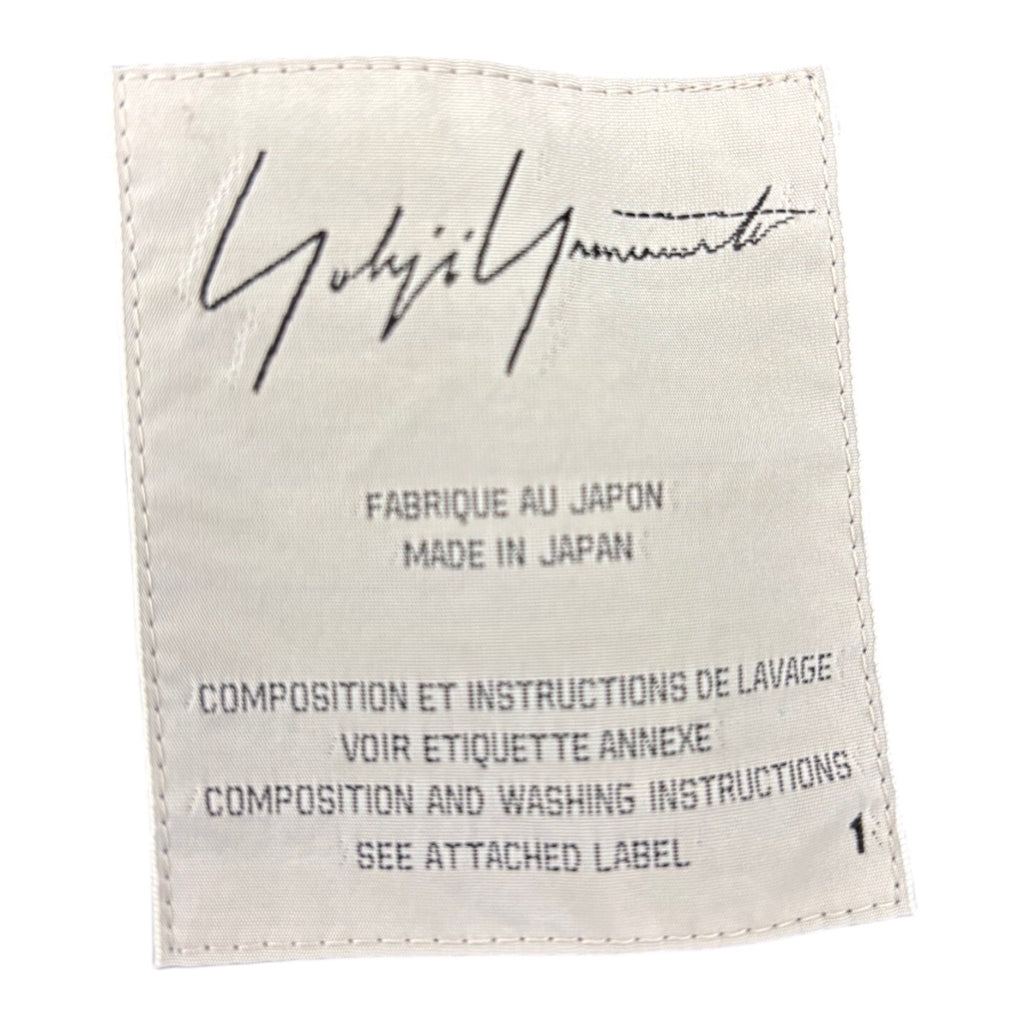 Yohji Yamamoto
FABRIQUE AU JAPON
MADE IN JAPAN
COMPOSITION ET INSTRUCTIONS DE LAVAGE
VOIR ETIQUETTE ANNEXE
COMPOSITION AND WASHING INSTRUCTIONS
SEE ATTACHED LABEL
1